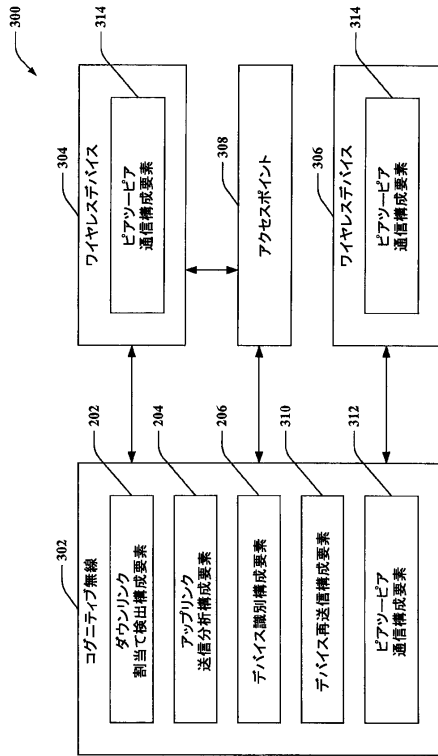 300
302
コグニティブ無線
202
ダウンリンク
割当て検出構成要素
204
アップリンク
送信分析構成要素
206
デバイス識別構成要素
310
デバイス再送信構成要素
312
ピアツーピア
通信構成要素
304
ワイヤレスデバイス
314
ピアツーピア
通信構成要素
308
アクセスポイント
306
ワイヤレスデバイス
314
ピアツーピア
通信構成要素